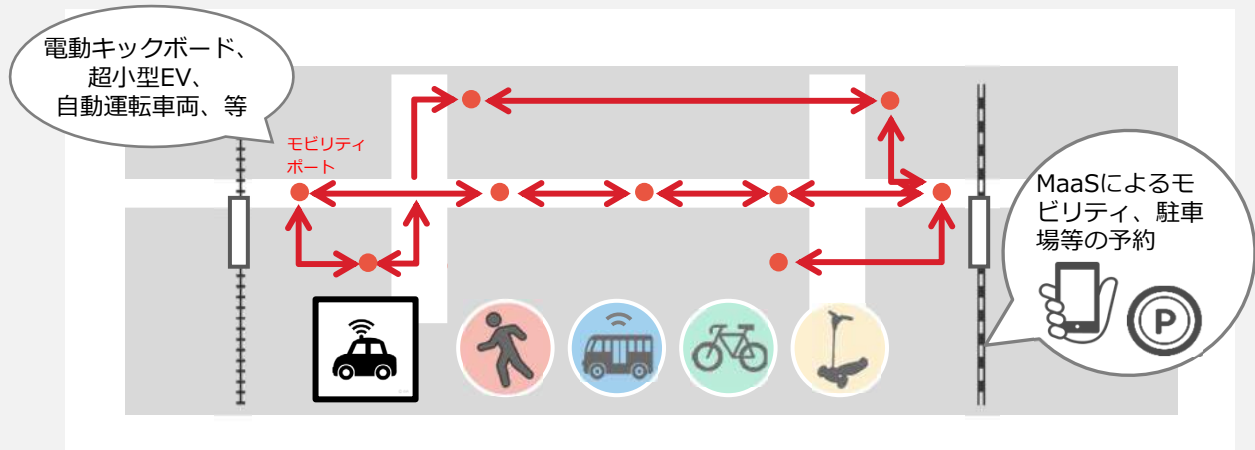 電動キックボード、
超小型EV、
自動運転車両、等
モビリティ
ポート
MaaSによるモ
ビリティ、駐車
場等の予約
P